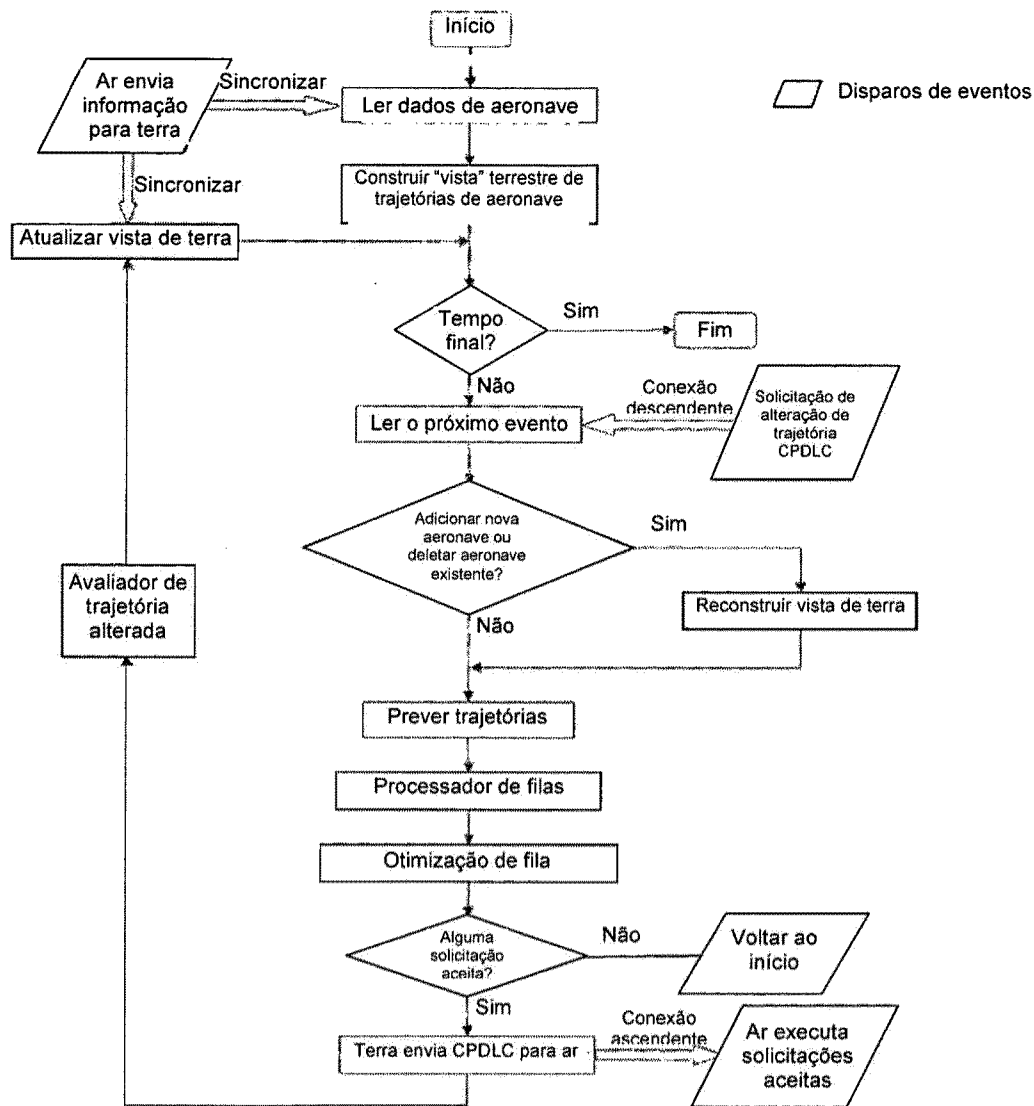 Início
Ar envia
informação
para terra
Sincronizar
Ler dados de aeronave
Disparos de eventos
Sincronizar
Construir "vista" terrestre de
trajetórias de aeronave
Atualizar vista de terra
Tempo
final?
Sim
Fim
Não
Conexão
descendente
Ler o próximo evento
Solicitação de
alteração de
trajetória
CPDLC
Adicionar nova
aeronave ou
deletar aeronave
existente?
Sim
Avaliador de
trajetória
alterada
Reconstruir vista de terra
Não
Prever trajetórias
Processador de filas
Otimização de fila
Alguma
solicitação
aceita?
Não
Voltar ao
início
Sim
Terra envia CPDLC para ar
Conexão
ascendente
Ar executa
solicitações
aceitas